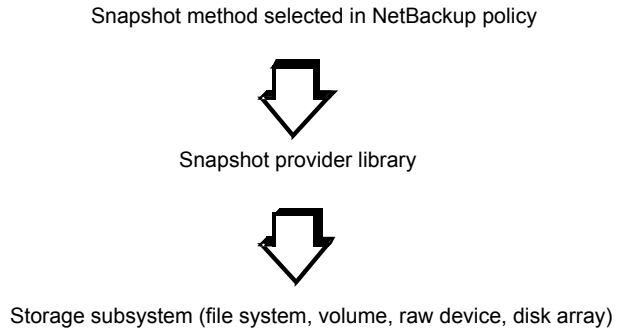 Snapshot method selected in NetBackup policy
Snapshot provider library
Storage subsystem (file system, volume, raw device, disk array)